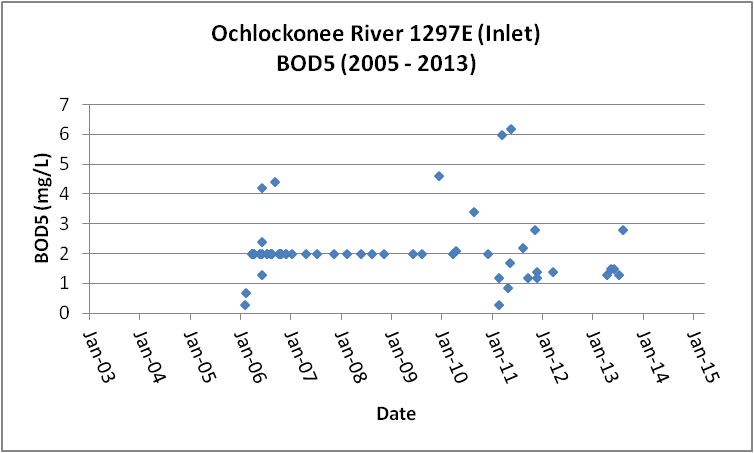 Ochlockonee River 1297E (Inlet)
BOD5 (2005 - 2013)
BOD5 (mg/L)
7
6
5
4
3
2
1
0
Jan-03
Jan-04
Jan-05
Jan-06
Jan-07
Jan-08
Jan-09
Jan-10
Jan-11
Jan-12
Jan-13
Jan-14
Jan-15
Date